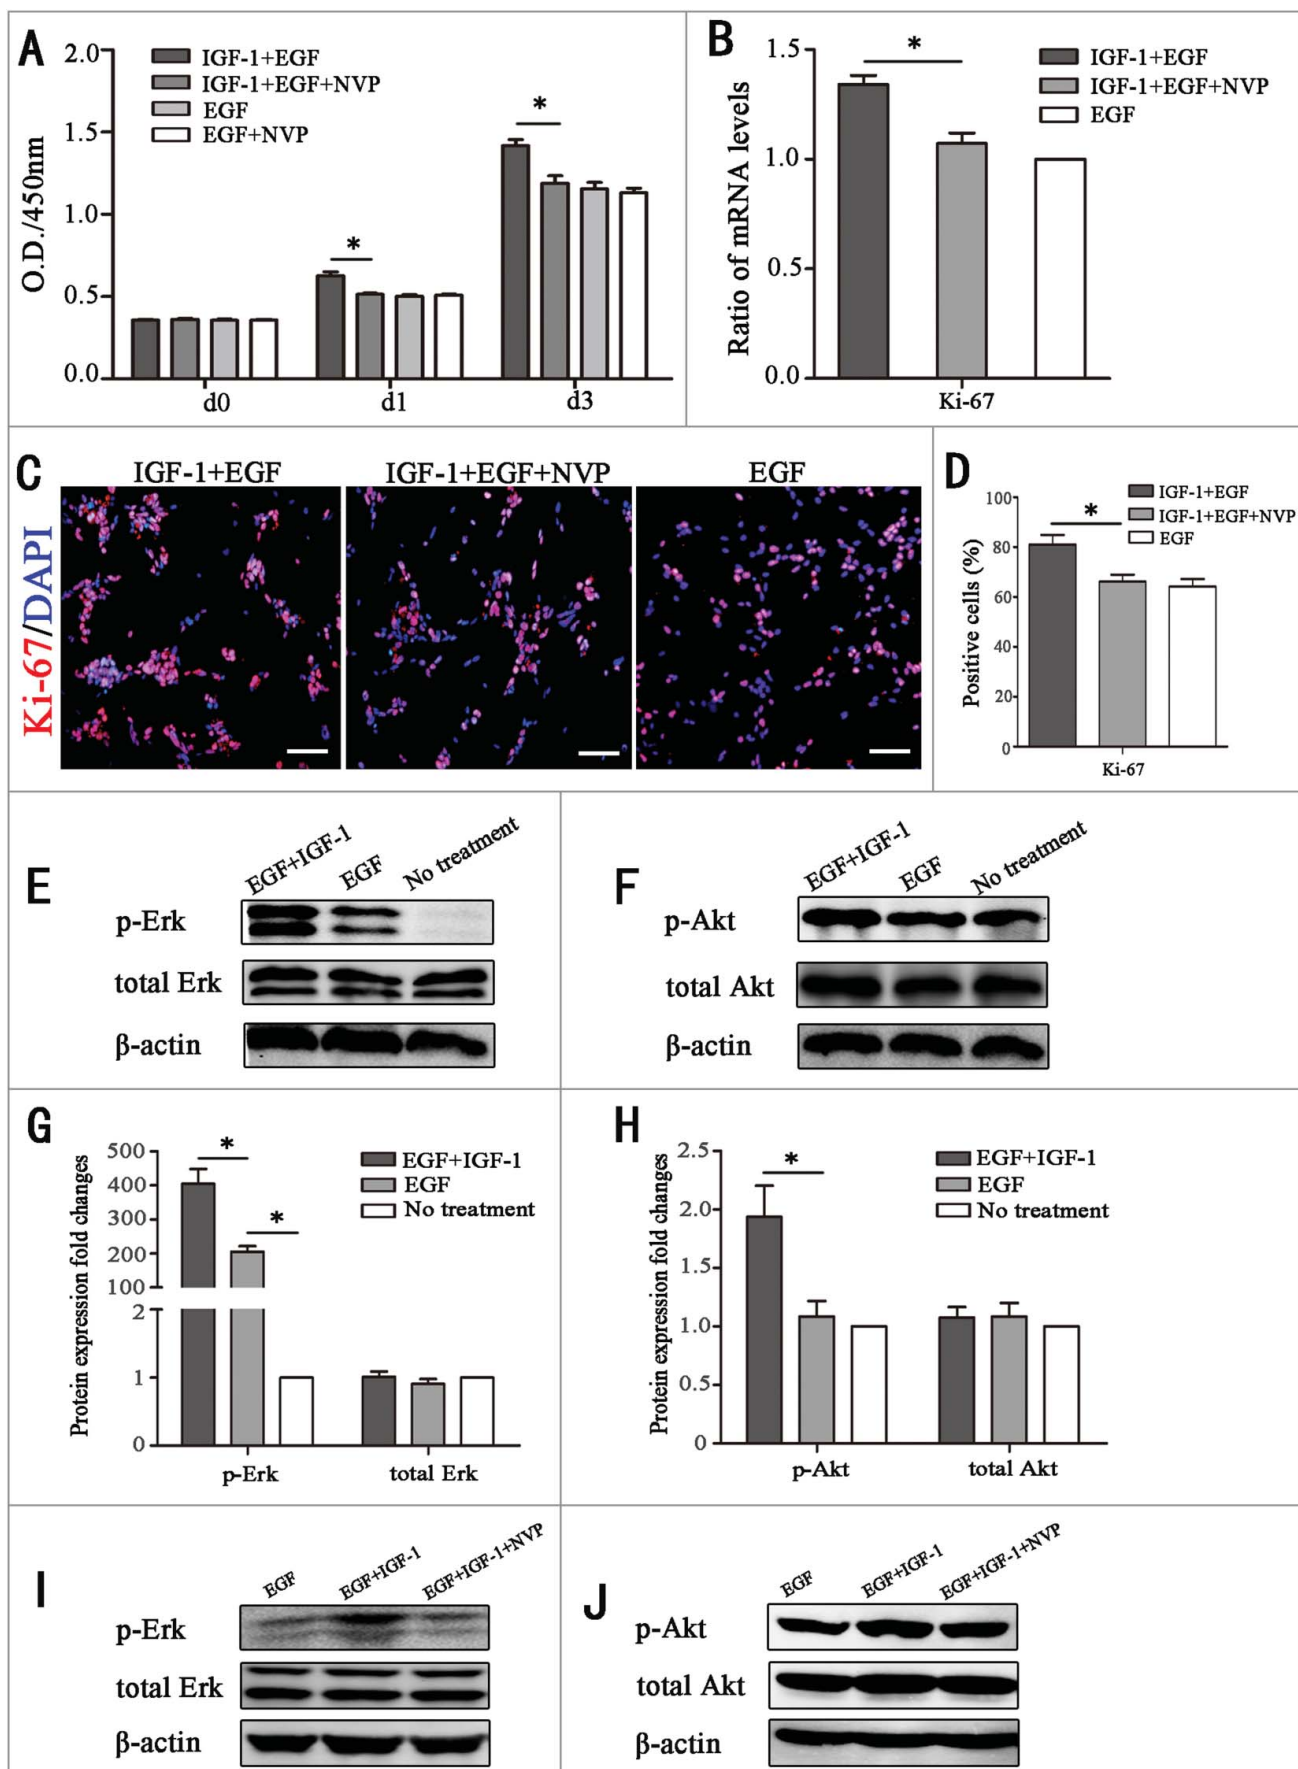 A
IGF-1+EGF
IGF-1+EGF+NVP
EGF
EGF+NVP
O.D./450nm
2.0
1.5
1.0
0.5
0.0
*
*
d0 d1 d3
B
IGF-1+EGF
IGF-1+EGF+NVP
EGF
Ratio of mRNA levels
1.5
1.0
0.5
0.0
*
Ki-67
C
IGF-1+EGF IGF-1+EGF+NVP EGF
Ki-67/DAPI
D
IGF-1+EGF
IGF-1+EGF+NVP
EGF
Positive cells (%)
100
80
60
40
20
0
*
Ki-67
E
EGF+IGF-1 EGF No treatment
p-Erk
total Erk
β-actin
F
EGF+IGF-1 EGF No treatment
p-Akt
total Akt
β-actin
G
EGF+IGF-1
EGF
No treatment
Protein expression fold changes
500
400
300
200
100
2
1
0
*
*
p-Erk total Erk
H
EGF+IGF-1
EGF
No treatment
Protein expression fold changes
2.5
2.0
1.5
1.0
0.5
0
*
p-Akt total Akt
I
EGF EGF+IGF-1 EGF+IGF-1+NVP
p-Erk
total Erk
β-actin
J
EGF EGF+IGF-1 EGF+IGF-1+NVP
p-Akt
total Akt
β-actin